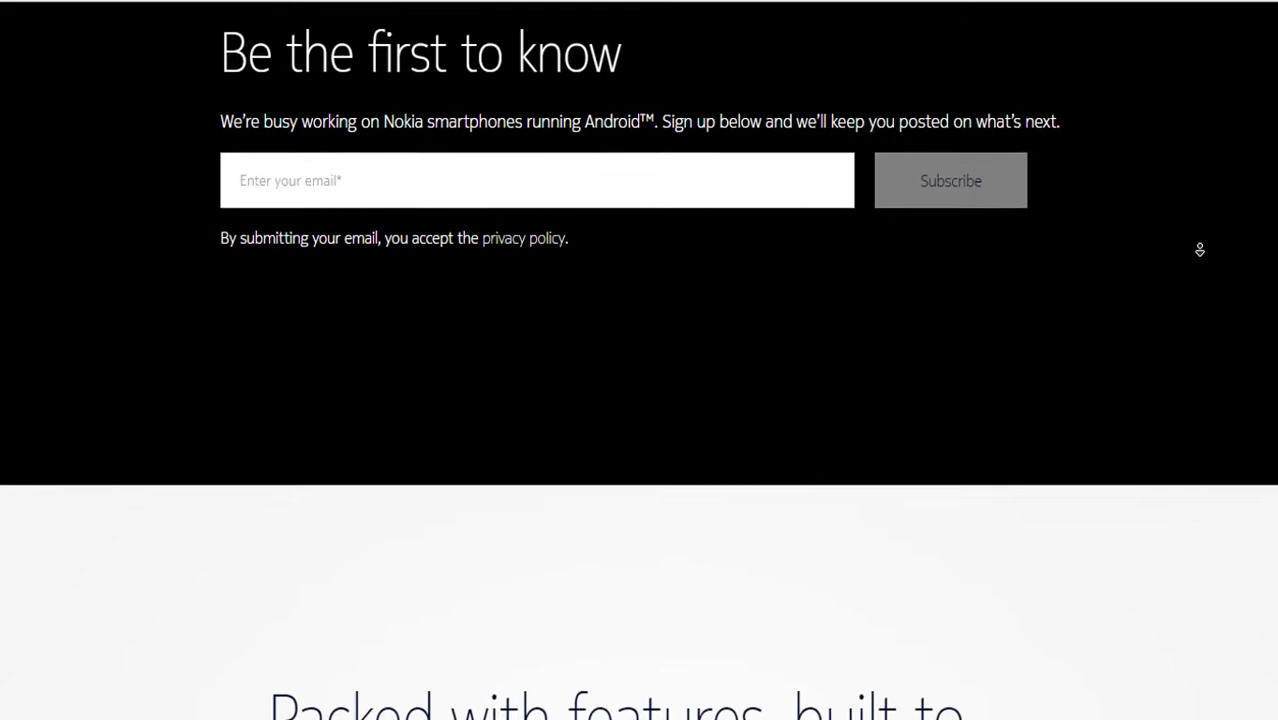 Be the first to know
We're busy working on Nokia smartphones running Android™. Sign up below and we'll keep you posted on what's next.
Enter your email*
Subscribe
By submitting your email, you accept the privacy policy.
Packed with features, built to